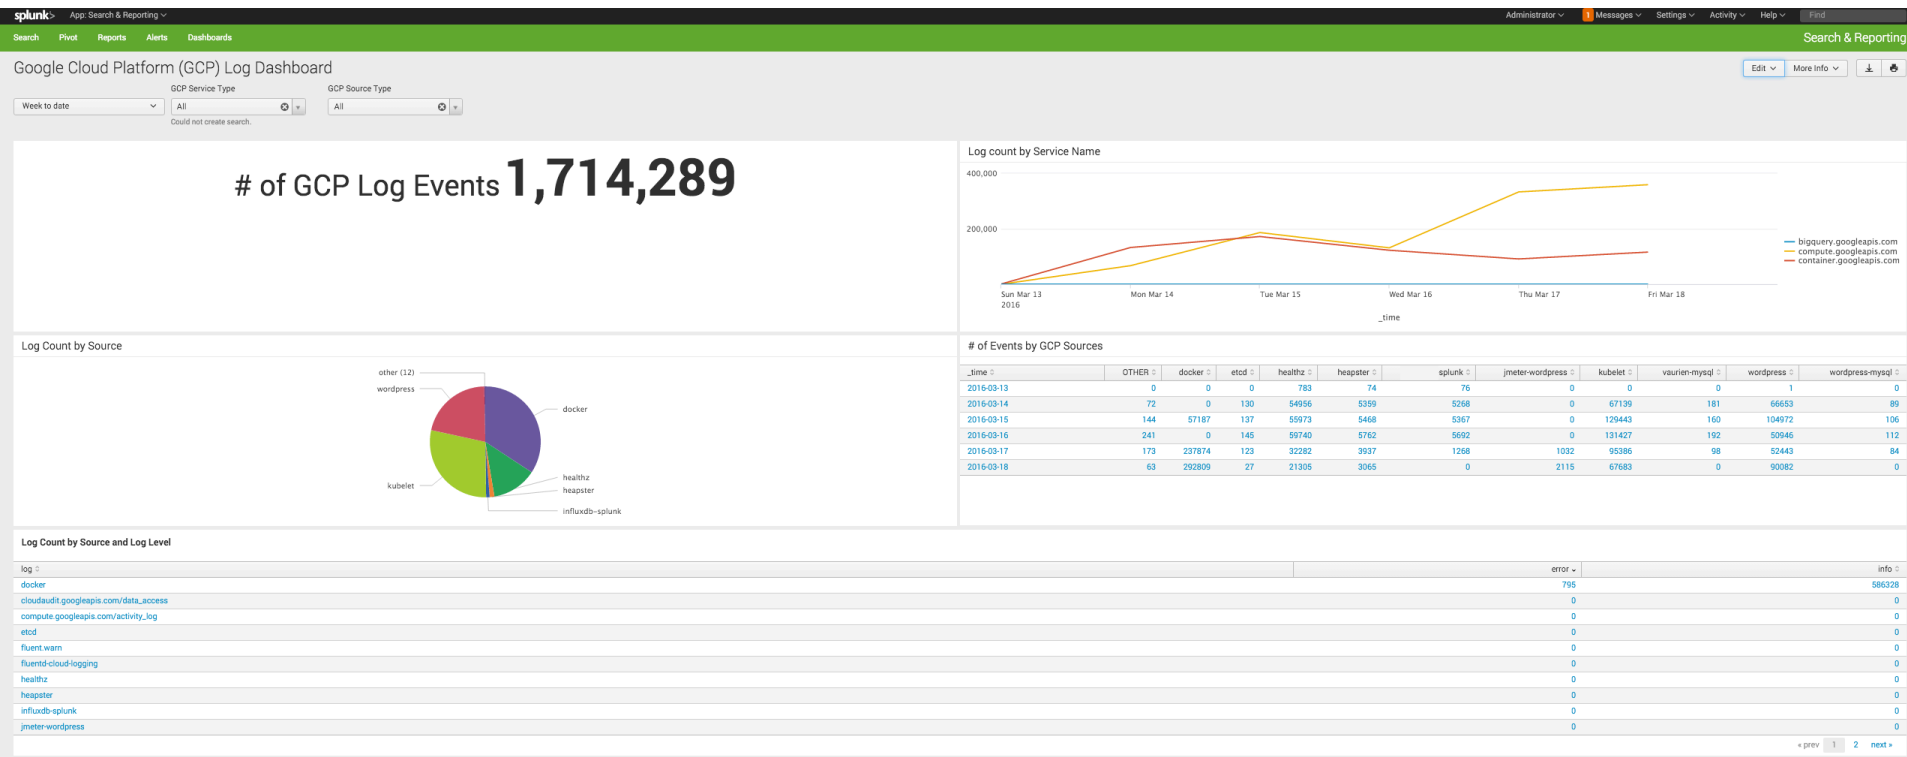 splunk> App: Search & Reporting Administrator 1 Messages Settings Activity Help Find
Search Pivot Reports Alerts Dashboards Search & Reporting
Google Cloud Platform (GCP) Log Dashboard Edit More Info
GCP Service Type GCP Source Type
Week to date All All
Could not create search.
# of GCP Log Events 1,714,289
Log count by Service Name
400,000
200,000
bigquery.googleapis.com
compute.googleapis.com
container.googleapis.com
Sun Mar 13 Mon Mar 14 Tue Mar 15 Wed Mar 16 Thu Mar 17 Fri Mar 18
2016
_time
Log Count by Source
other (12)
wordpress
docker
kubelet
healthz
heapster
influxdb-splunk
# of Events by GCP Sources
_time OTHER docker etcd healthz heapster splunk jmeter-wordpress kubelet vaurien-mysql wordpress wordpress-mysql
2016-03-13 0 0 0 783 74 76 0 0 0 1 0
2016-03-14 72 0 130 54956 5359 5268 0 67139 181 66653 89
2016-03-15 144 57187 137 55973 5468 5367 0 129443 160 104972 106
2016-03-16 241 0 145 59740 5762 5692 0 131427 192 50946 112
2016-03-17 173 237874 123 32282 3937 1268 1032 95386 98 52443 84
2016-03-18 63 292809 27 21305 3065 0 2115 67683 0 90082 0
Log Count by Source and Log Level
log error info
docker 795 586328
cloudaudit.googleapis.com/data_access 0 0
compute.googleapis.com/activity_log 0 0
etcd 0 0
fluent.warn 0 0
fluentd-cloud-logging 0 0
healthz 0 0
heapster 0 0
influxdb-splunk 0 0
jmeter-wordpress 0 0
« prev 1 2 next »